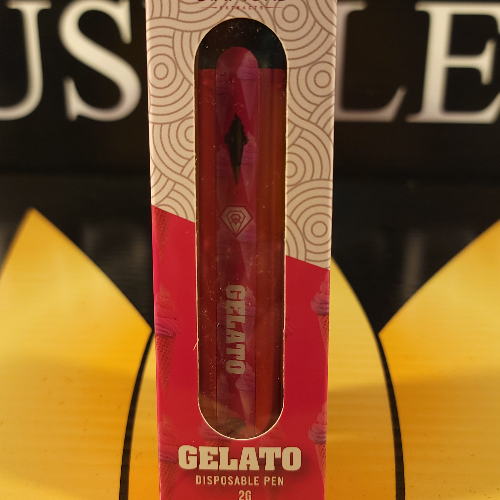 US LE
GELATO
GELATO
DISPOSABLE PEN
2G